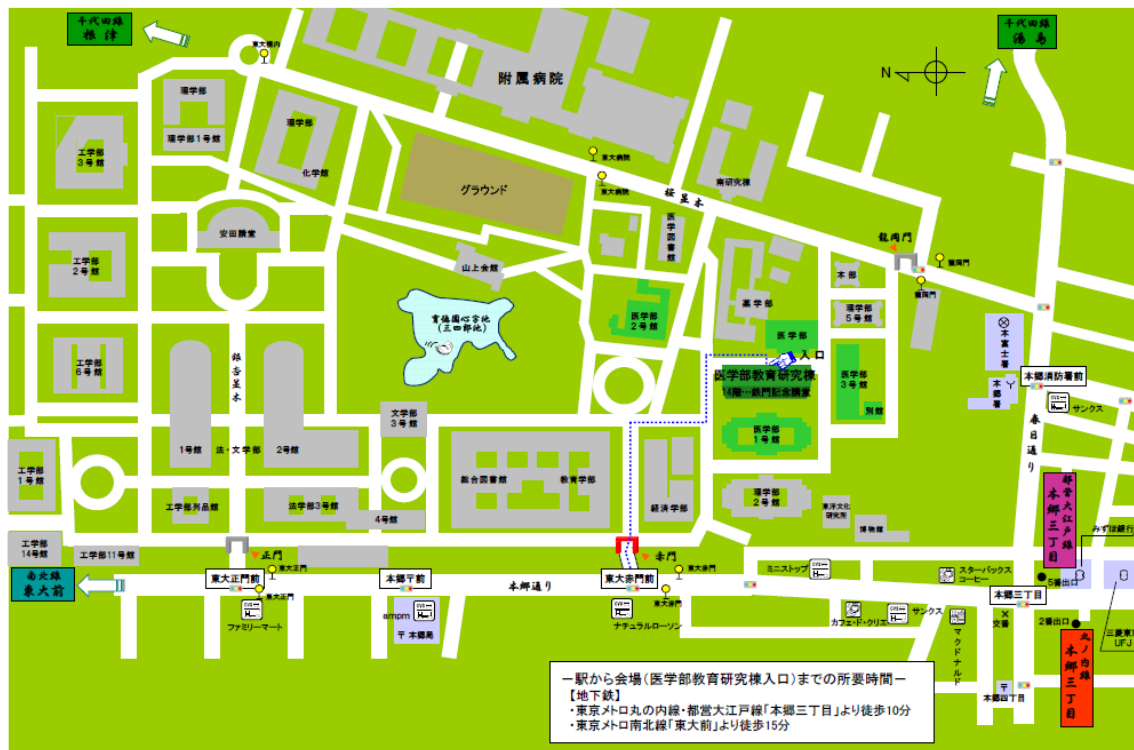 千代田線
根津
東大構内
附属病院
千代田線
湯島
N
理学部
理学部1号館
理学部
化学館
工学部
3号館
東大病院
東大病院
グラウンド
南研究棟
桜並木
安田講堂
医学図書館
龍岡門
龍岡門
龍岡門
工学部
2号館
山上会館
本部
薬学部
理学部
5号館
医学部
2号館
育徳園心字池
(三四郎池)
医学部
入口
本富士署
工学部
6号館
銀杏並木
医学部教育研究棟
14階…鉄門記念講堂
医学部
3号館
別館
本郷消防署前
本郷署
サンクス
春日通り
文学部
3号館
医学部
1号館
1号館
法・文学部
2号館
工学部
1号館
総合図書館
教育学部
経済学部
理学部
2号館
工学部列品館
法学部3号館
4号館
東洋文化
研究所
博物館
都営大江戸線
本郷三丁目
みずほ銀行
工学部
14号館
工学部11号館
正門
赤門
南北線
東大前
東大正門前
東大正門
東大正門
本郷〒前
本郷通り
東大赤門前
東大赤門
東大赤門
ミニストップ
スターバックス
コーヒー
5番出口
本郷三丁目
ファミリーマート
ampm
〒本郷局
ナチュラルローソン
カフェ・ド・クリエ
サンクス
マクドナルド
交番
2番出口
三菱東京
UFJ
丸ノ内線
本郷三丁目
〒
本郷四丁目
ー駅から会場(医学部教育研究棟入口)までの所要時間ー
【地下鉄】
・東京メトロ丸の内線・都営大江戸線「本郷三丁目」より徒歩10分
・東京メトロ南北線「東大前」より徒歩15分